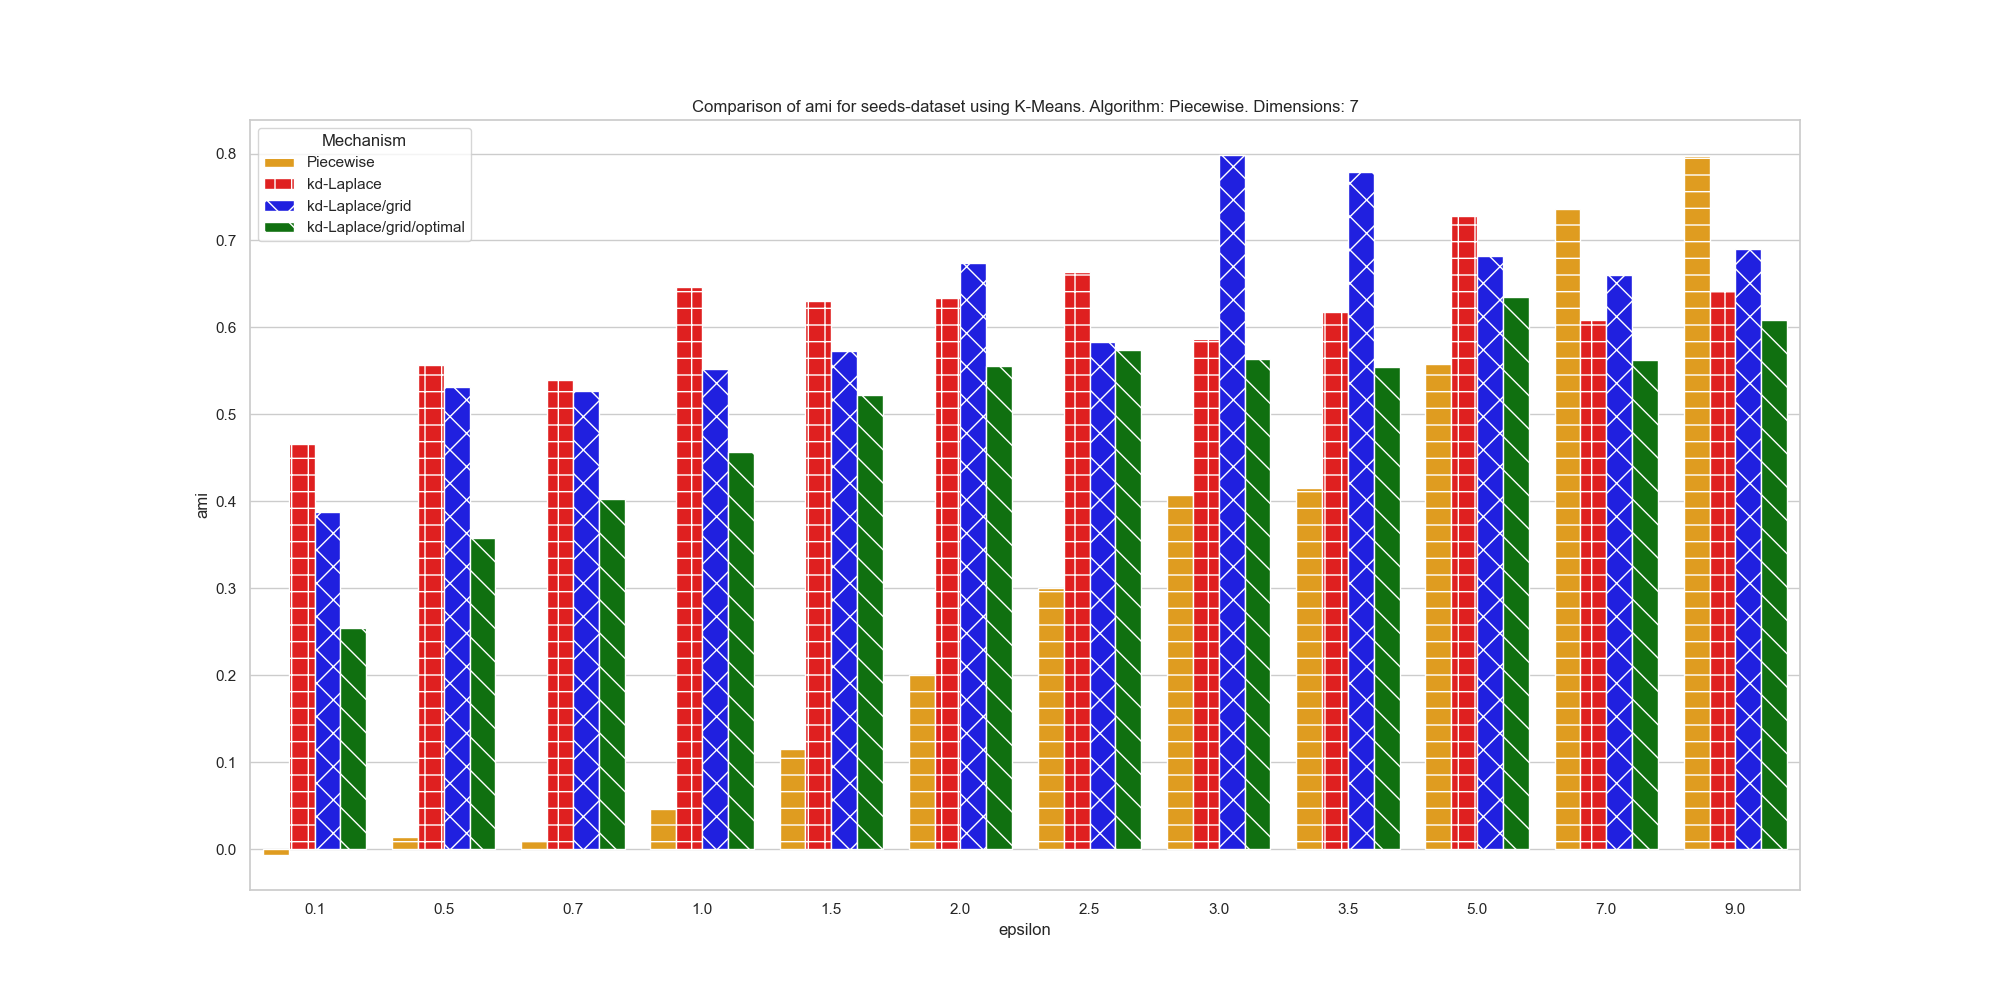 Comparison of ami for seeds-dataset using K-Means. Algorithm: Piecewise. Dimensions: 7
Mechanism
Piecewise
kd-Laplace
kd-Laplace/grid
kd-Laplace/grid/optimal
ami
0.8
0.7
0.6
0.5
0.4
0.3
0.2
0.1
0.0
0.1 0.5 0.7 1.0 1.5 2.0 2.5 3.0 3.5 5.0 7.0 9.0
epsilon